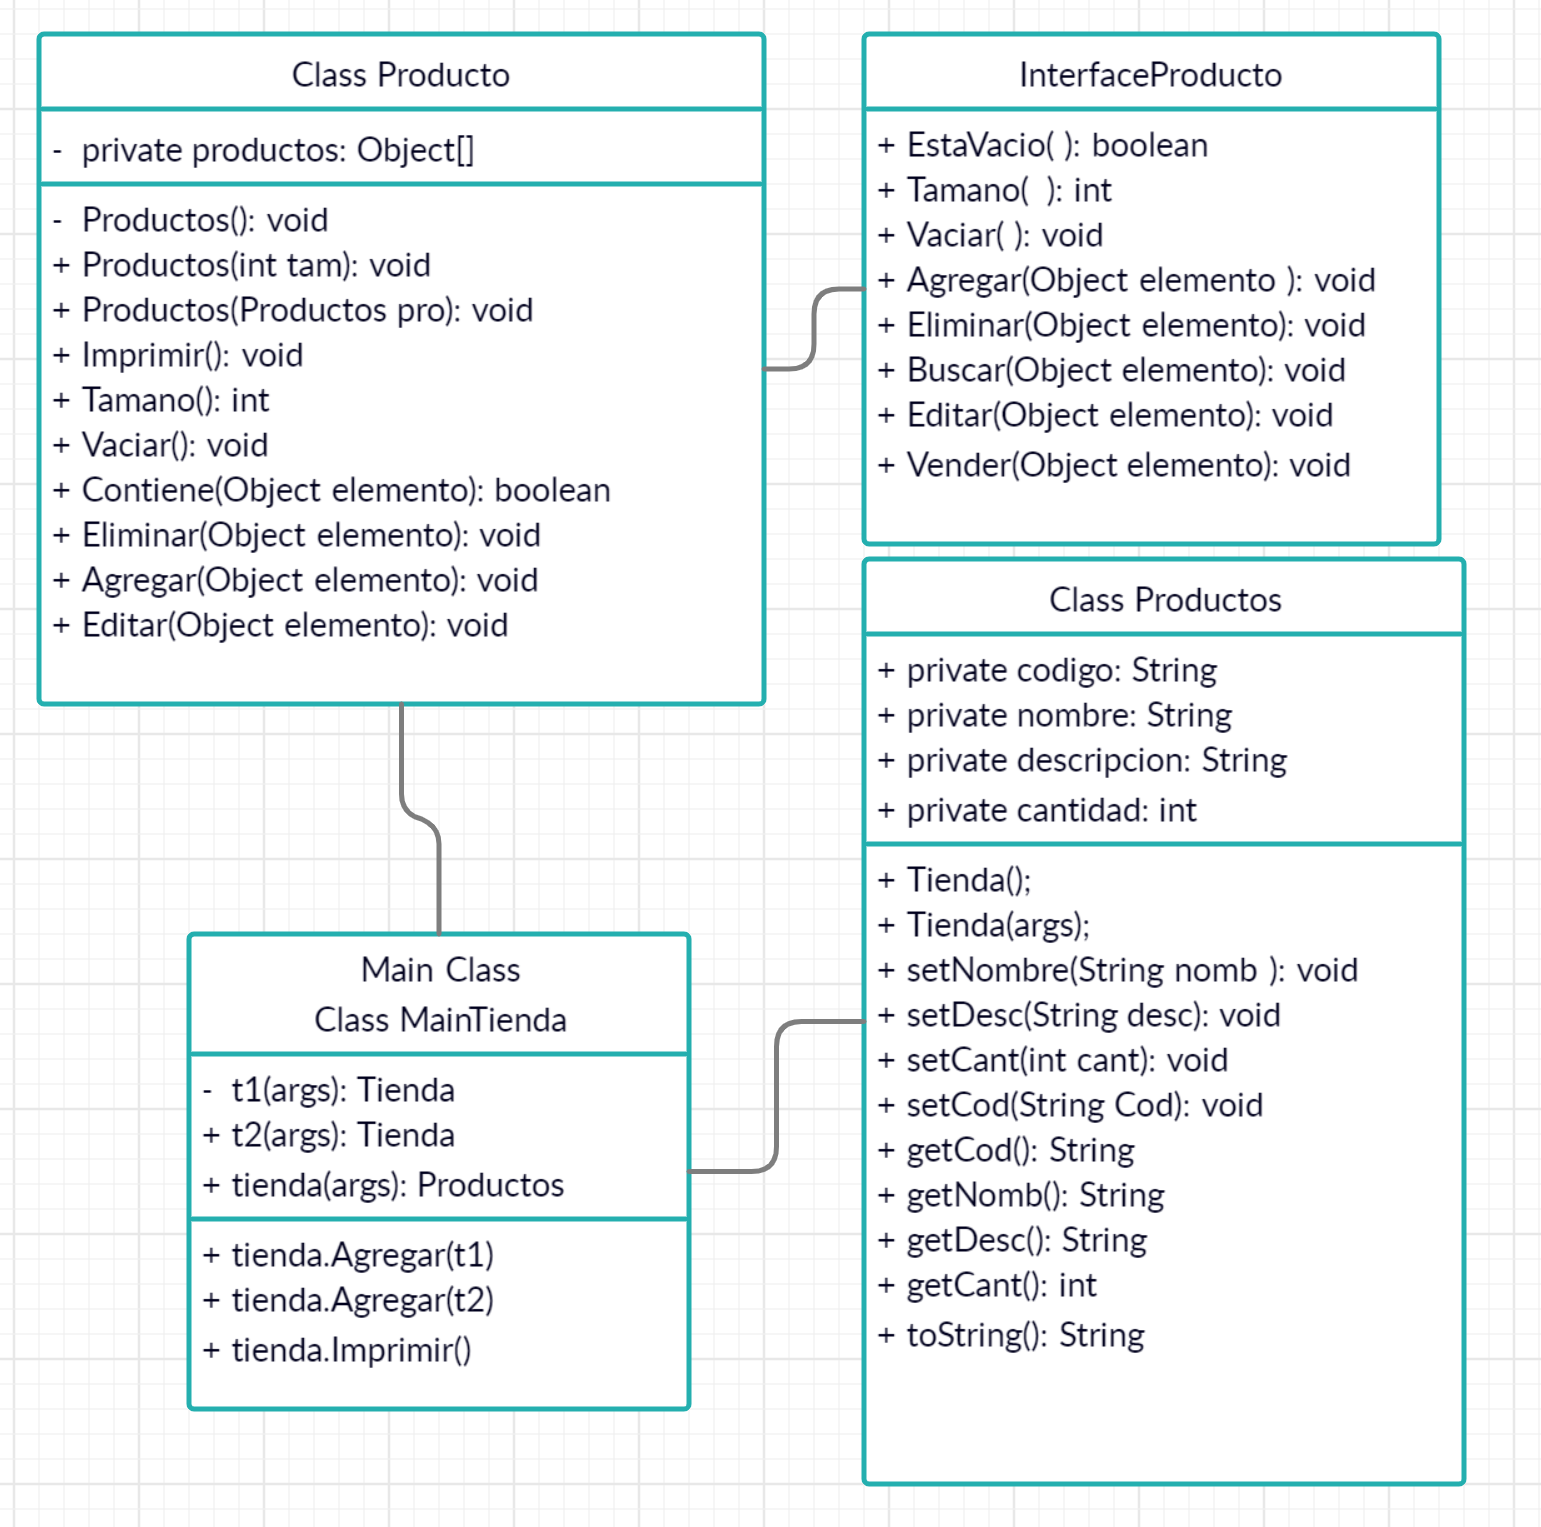 Class Producto
- private productos: Object[]
- Productos(): void
+ Productos(int tam): void
+ Productos(Productos pro): void
+ Imprimir(): void
+ Tamano(): int
+ Vaciar(): void
+ Contiene(Object elemento): boolean
+ Eliminar(Object elemento): void
+ Agregar(Object elemento): void
+ Editar(Object elemento): void
InterfaceProducto
+ EstaVacio( ): boolean
+ Tamano(  ): int
+ Vaciar( ): void
+ Agregar(Object elemento ): void
+ Eliminar(Object elemento): void
+ Buscar(Object elemento): void
+ Editar(Object elemento): void
+ Vender(Object elemento): void
Class Productos
+ private codigo: String
+ private nombre: String
+ private descripcion: String
+ private cantidad: int
+ Tienda();
+ Tienda(args);
+ setNombre(String nomb ): void
+ setDesc(String desc): void
+ setCant(int cant): void
+ setCod(String Cod): void
+ getCod(): String
+ getNomb(): String
+ getDesc(): String
+ getCant(): int
+ toString(): String
Main Class
Class MainTienda
- t1(args): Tienda
+ t2(args): Tienda
+ tienda(args): Productos
+ tienda.Agregar(t1)
+ tienda.Agregar(t2)
+ tienda.Imprimir()